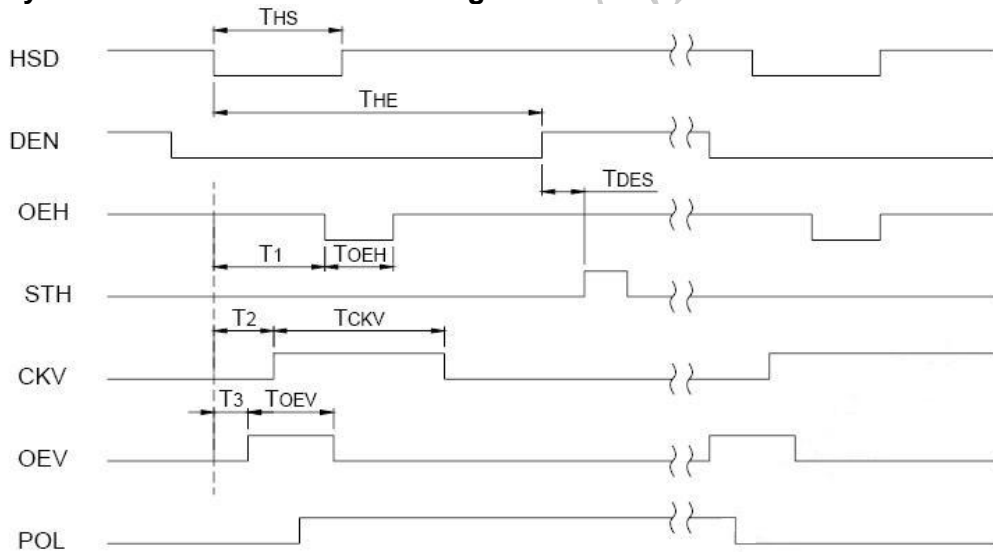 THS
HSD
THE
DEN
TDES
OEH
T1 TOEH
STH
T2 TCKV
CKV
T3 TOEV
OEV
POL